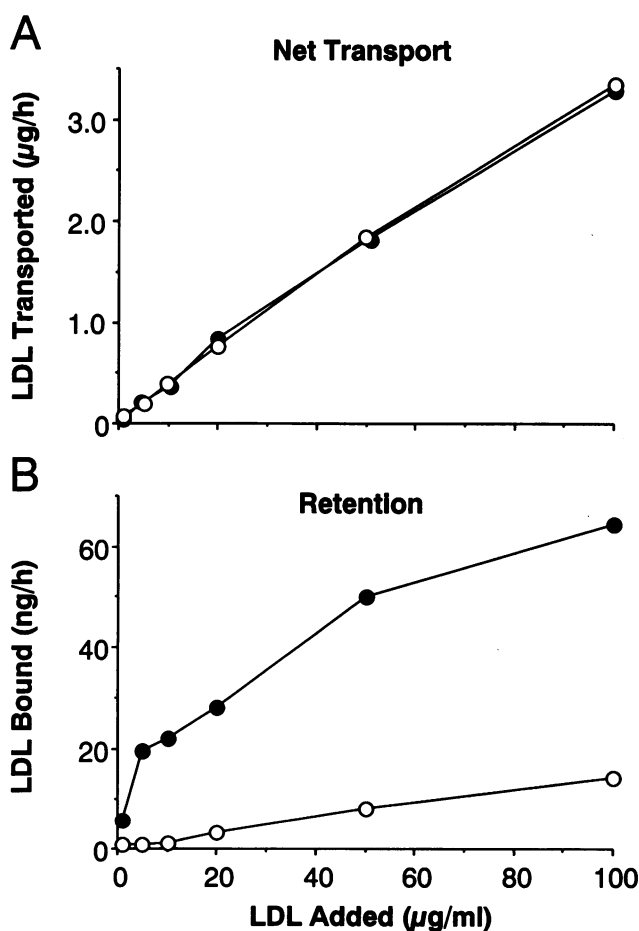 A
Net Transport
LDL Transported (µg/h)
3.0
2.0
1.0
0
B
Retention
LDL Bound (ng/h)
60
40
20
0
0 20 40 60 80 100
LDL Added (µg/ml)